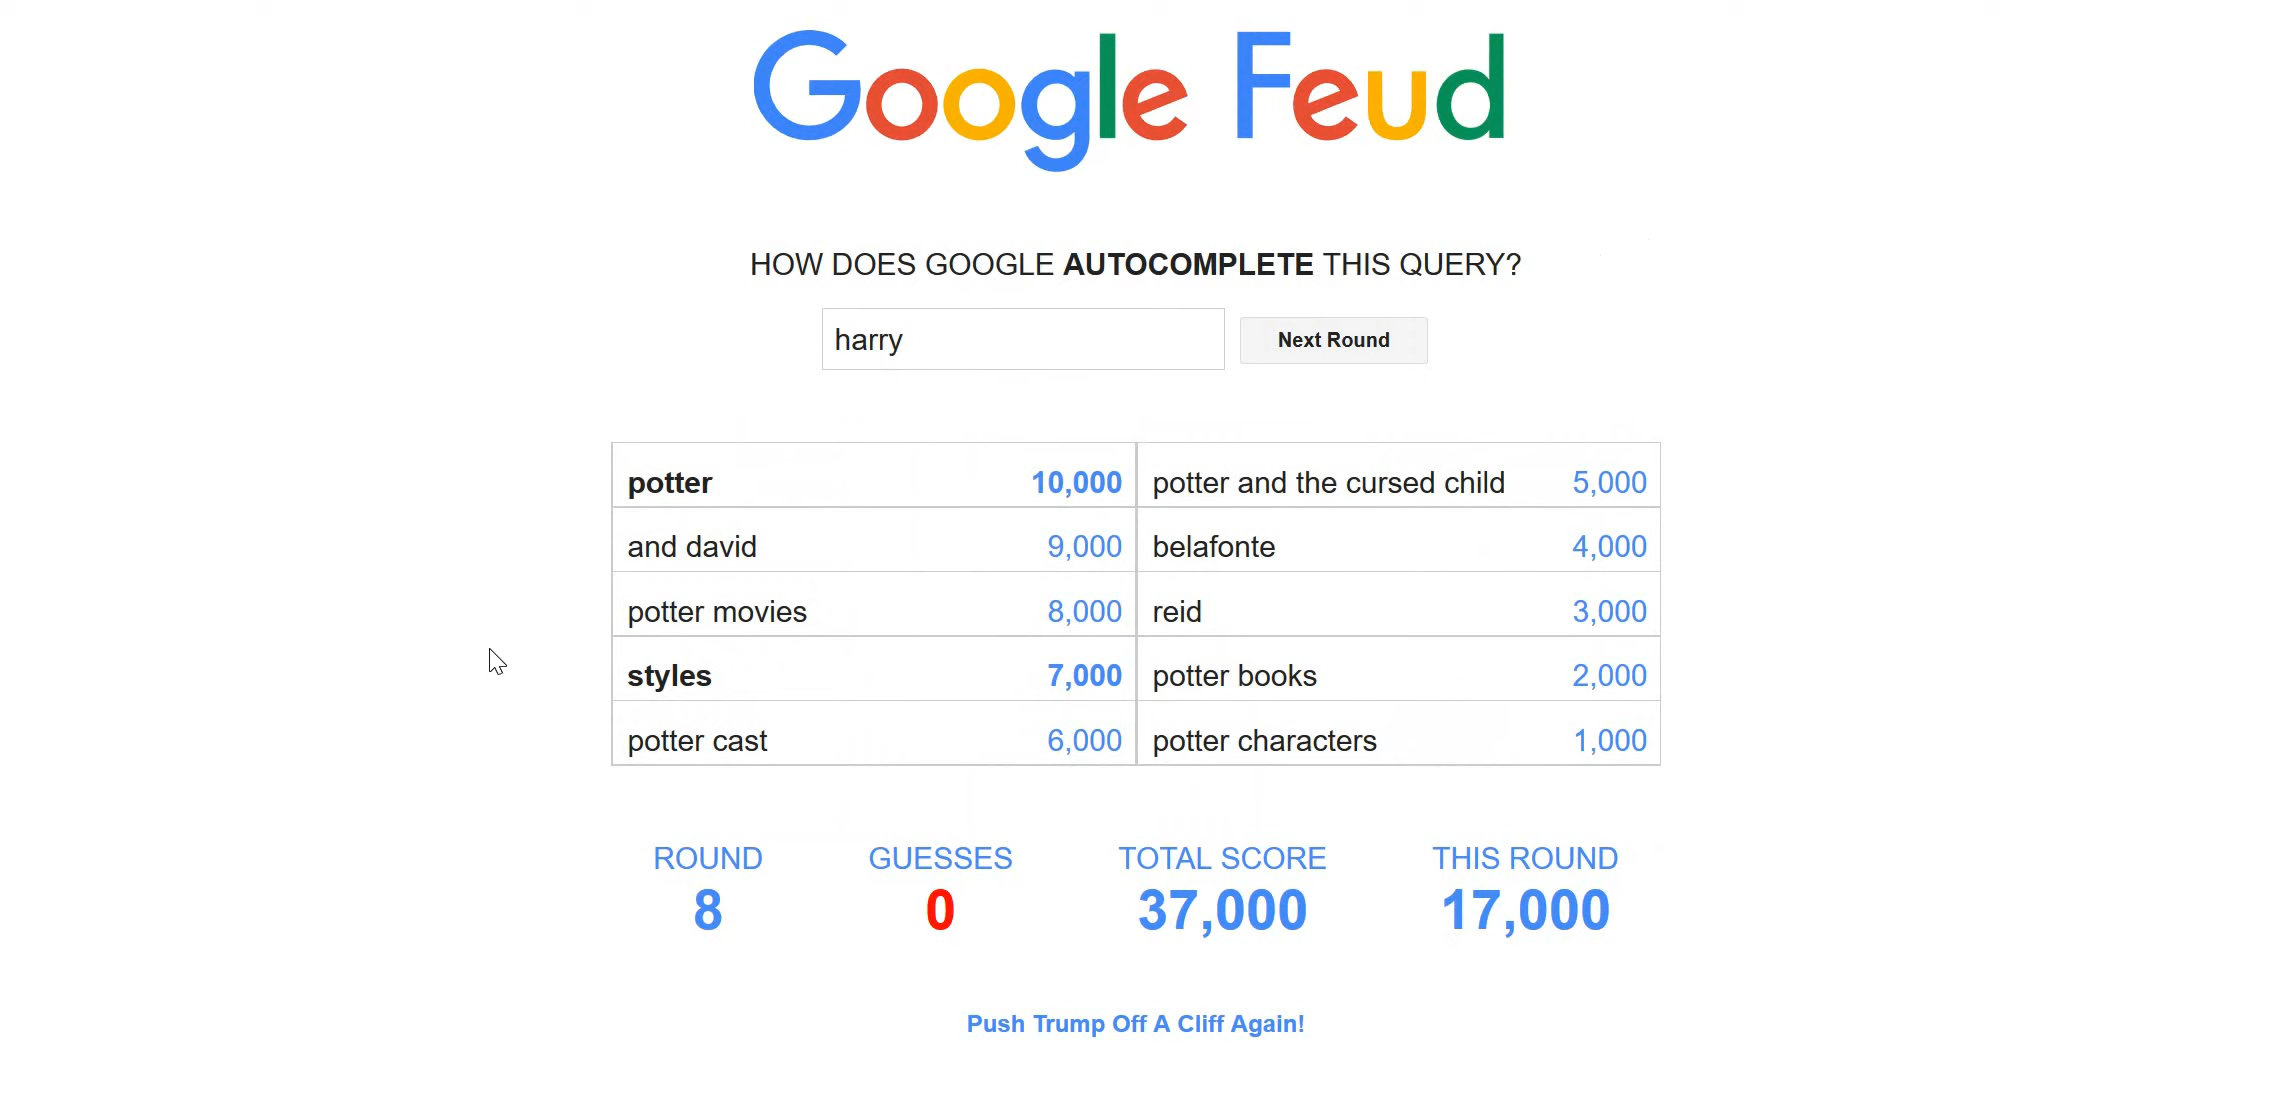 Google Feud
HOW DOES GOOGLE AUTOCOMPLETE THIS QUERY?
harry
Next Round
potter 10,000
and david 9,000
potter movies 8,000
styles 7,000
potter cast 6,000
potter and the cursed child 5,000
belafonte 4,000
reid 3,000
potter books 2,000
potter characters 1,000
ROUND
8
GUESSES
0
TOTAL SCORE
37,000
THIS ROUND
17,000
Push Trump Off A Cliff Again!